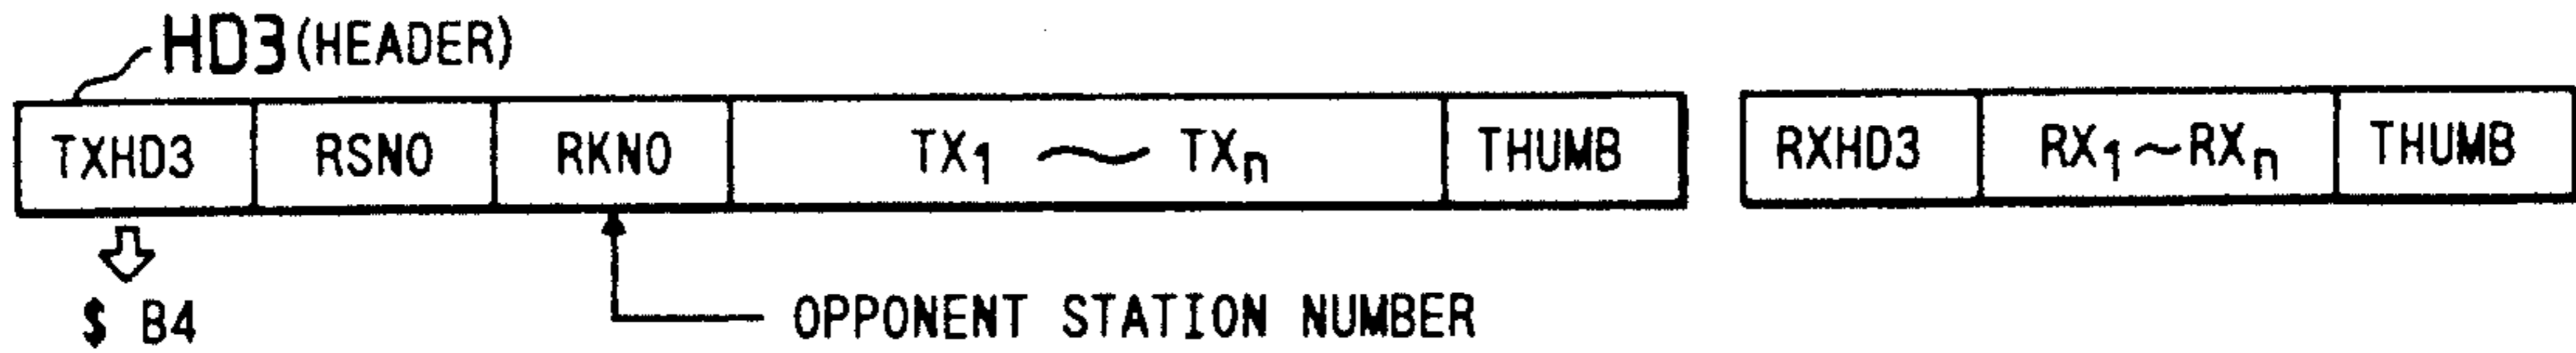 HD3 (HEADER)
TXHD3 RSNO RKNO TX1 ~ TXn THUMB RXHD3 RX1~RXn THUMB
$ B4
OPPONENT STATION NUMBER